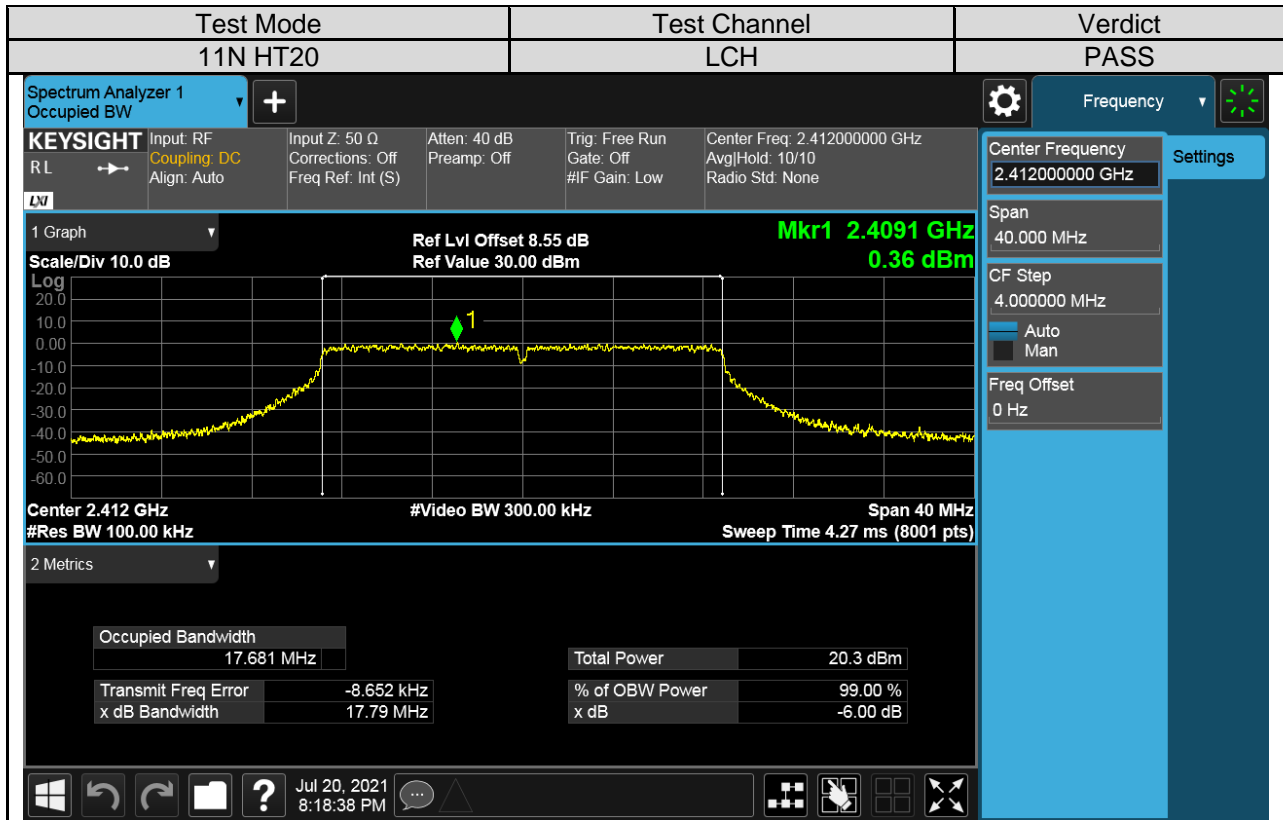 Test Mode Test Channel Verdict
11N HT20 LCH PASS
Spectrum Analyzer 1
Occupied BW
+
Frequency
KEYSIGHT
R L
LXI
Input: RF
Coupling: DC
Align: Auto
Input Z: 50 Ω
Corrections: Off
Freq Ref: Int (S)
Atten: 40 dB
Preamp: Off
Trig: Free Run
Gate: Off
#IF Gain: Low
Center Freq: 2.412000000 GHz
Avg|Hold: 10/10
Radio Std: None
Center Frequency
2.412000000 GHz
Settings
Span
40.000 MHz
CF Step
4.000000 MHz
Auto
Man
Freq Offset
0 Hz
1 Graph
Scale/Div 10.0 dB
Ref Lvl Offset 8.55 dB
Ref Value 30.00 dBm
Mkr1 2.4091 GHz
0.36 dBm
Log
20.0
10.0
0.00
-10.0
-20.0
-30.0
-40.0
-50.0
-60.0
1
Center 2.412 GHz
#Res BW 100.00 kHz
#Video BW 300.00 kHz
Span 40 MHz
Sweep Time 4.27 ms (8001 pts)
2 Metrics
Occupied Bandwidth
17.681 MHz
Transmit Freq Error -8.652 kHz
x dB Bandwidth 17.79 MHz
Total Power 20.3 dBm
% of OBW Power 99.00 %
x dB -6.00 dB
?
Jul 20, 2021
8:18:38 PM